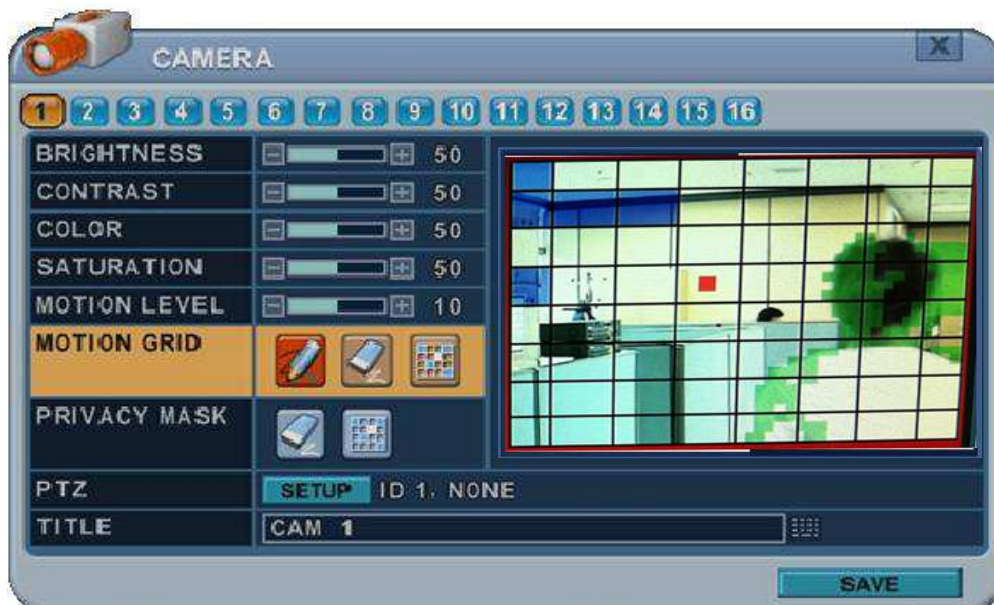 CAMERA X
1 2 3 4 5 6 7 8 9 10 11 12 13 14 15 16
BRIGHTNESS 50
CONTRAST 50
COLOR 50
SATURATION 50
MOTION LEVEL 10
MOTION GRID
PRIVACY MASK
PTZ SETUP ID 1. NONE
TITLE CAM 1
SAVE